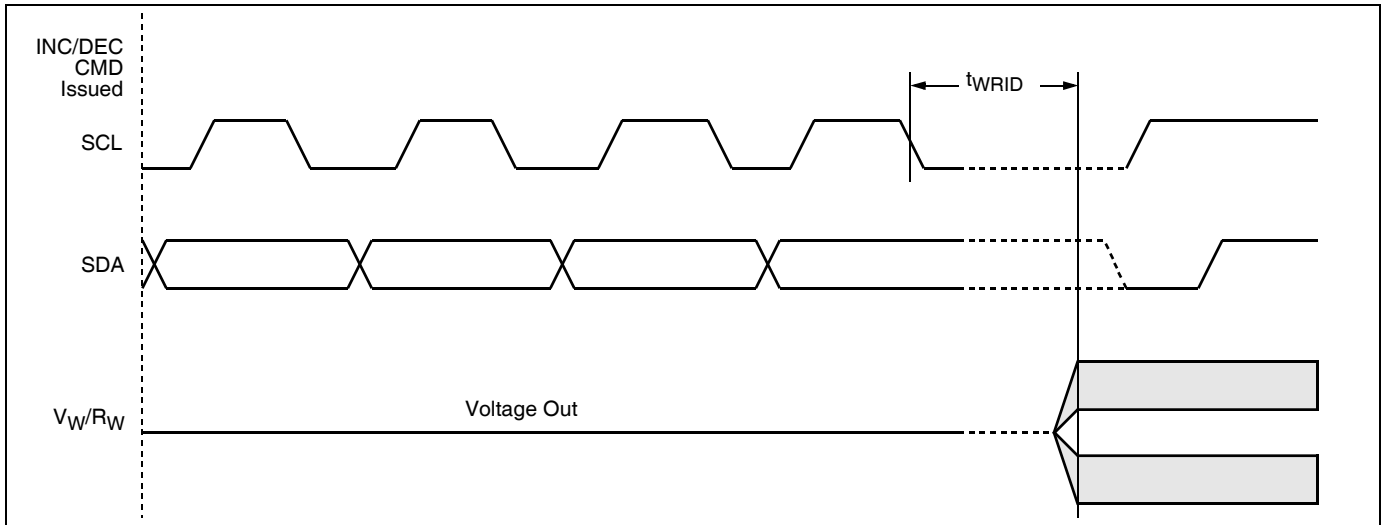 INC/DEC
CMD
Issued
tWRID
SCL
SDA
Voltage Out
VW/RW